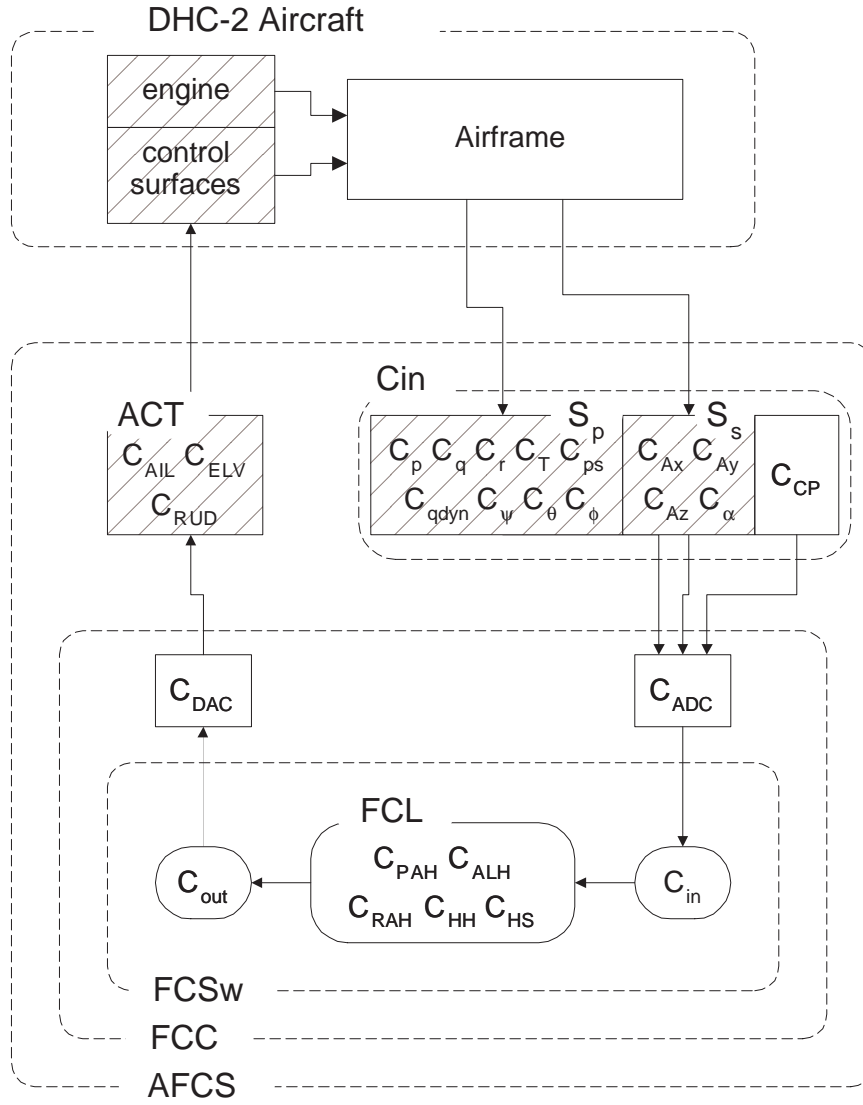 DHC-2 Aircraft
engine
control
surfaces
Airframe
Cin
ACT
C_AIL C_ELV
C_RUD
S_p
C_p C_q C_r C_T C_ps
C_qdyn C_ψ C_θ C_ϕ
S_s
C_Ax C_Ay
C_Az C_α
C_CP
C_DAC
C_ADC
FCL
C_PAH C_ALH
C_RAH C_HH C_HS
C_out
C_in
FCSw
FCC
AFCS